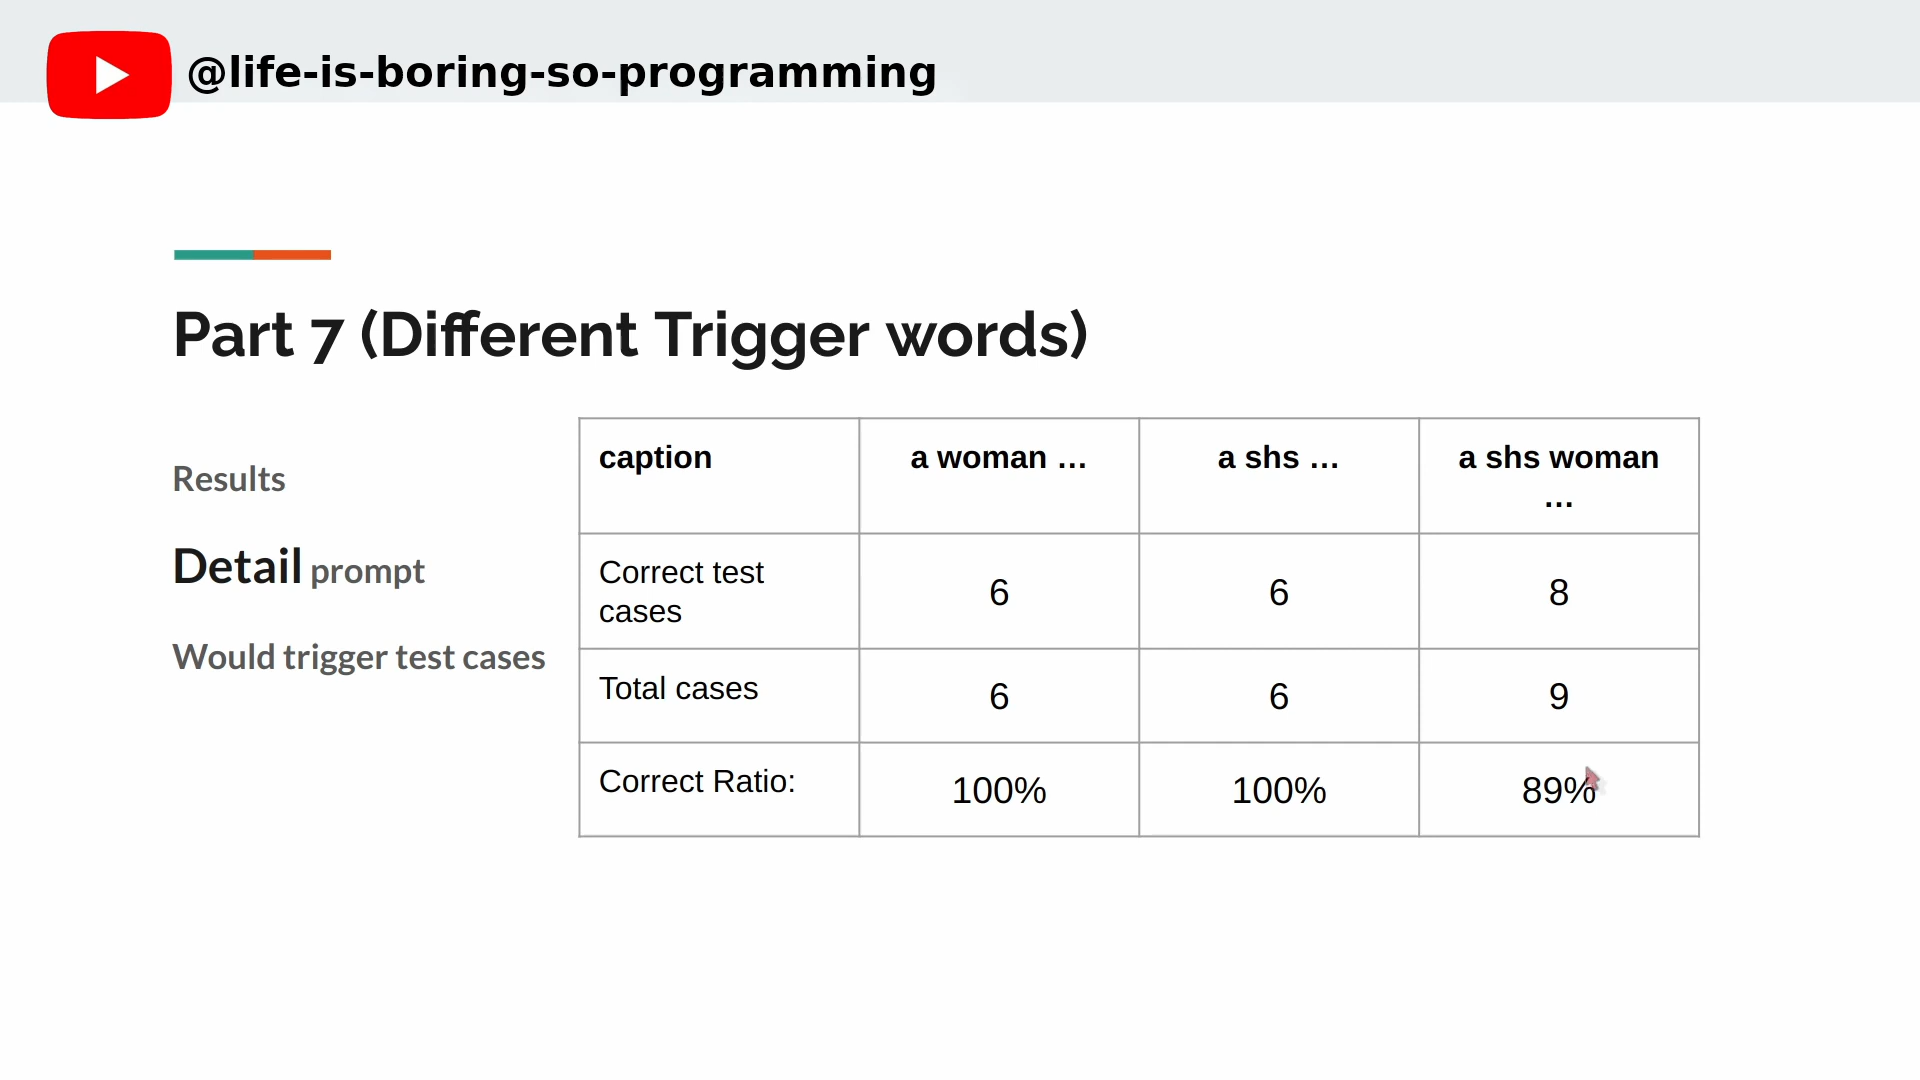 @life-is-boring-so-programming
Part 7 (Different Trigger words)
Results
Detail prompt
Would trigger test cases
caption
a woman ...
a shs ...
a shs woman
...
Correct test
cases
6
6
8
Total cases
6
6
9
Correct Ratio:
100%
100%
89%